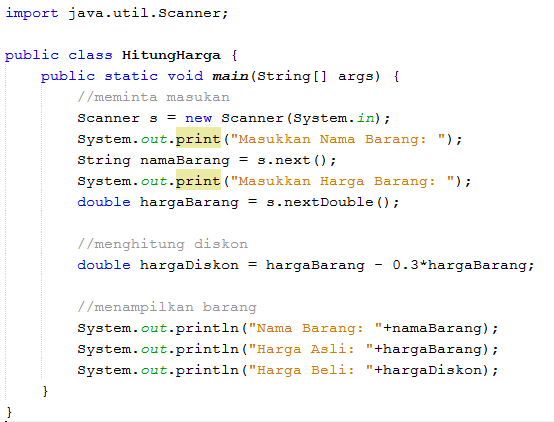 import java.util.Scanner;
public class HitungHarga {
public static void main(String[] args) {
//meminta masukan
Scanner s = new Scanner(System.in);
System.out.print("Masukkan Nama Barang: ");
String namaBarang = s.next();
System.out.print("Masukkan Harga Barang: ");
double hargaBarang = s.nextDouble();
//menghitung diskon
double hargaDiskon = hargaBarang - 0.3*hargaBarang;
//menampilkan barang
System.out.println("Nama Barang: "+namaBarang);
System.out.println("Harga Asli: "+hargaBarang);
System.out.println("Harga Beli: "+hargaDiskon);
}
}